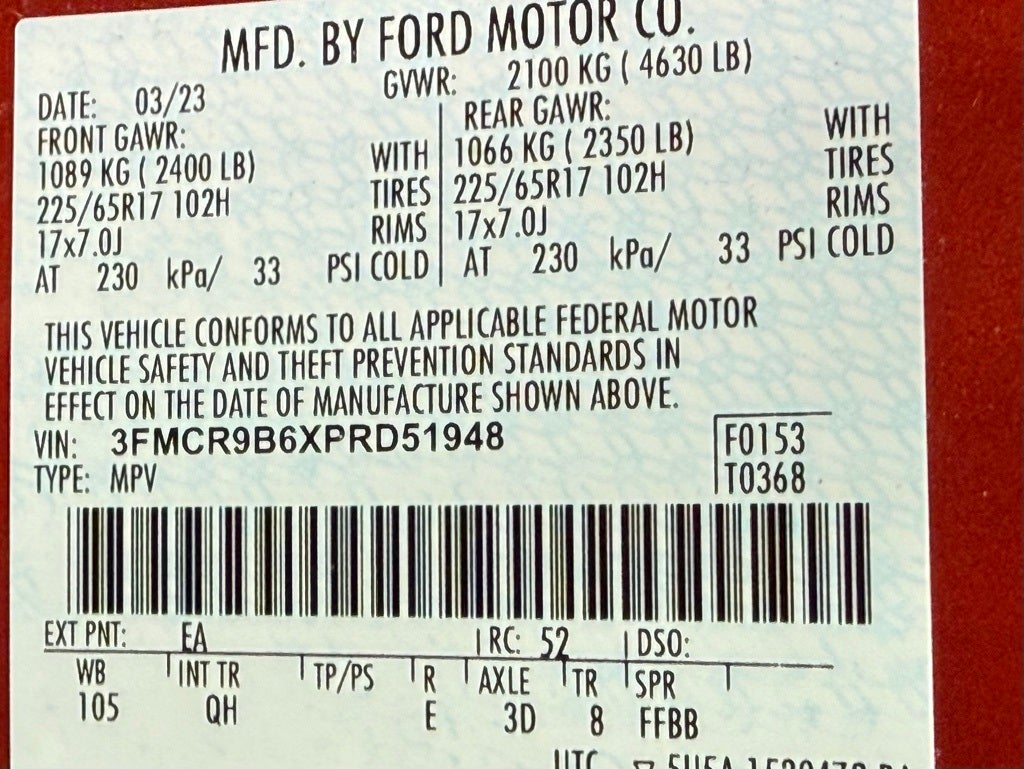 MFD. BY FORD MOTOR CO.
DATE: 03/23 GVWR: 2100 KG ( 4630 LB)
FRONT GAWR: REAR GAWR:
1089 KG ( 2400 LB) WITH 1066 KG ( 2350 LB) WITH
225/65R17 102H TIRES 225/65R17 102H TIRES
17x7.0J RIMS 17x7.0J RIMS
AT 230 kPa/ 33 PSI COLD AT 230 kPa/ 33 PSI COLD
THIS VEHICLE CONFORMS TO ALL APPLICABLE FEDERAL MOTOR
VEHICLE SAFETY AND THEFT PREVENTION STANDARDS IN
EFFECT ON THE DATE OF MANUFACTURE SHOWN ABOVE.
VIN: 3FMCR9B6XPRD51948 F0153
TYPE: MPV T0368
EXT PNT: EA RC: 52 DSO:
WB INT TR TP/PS R AXLE TR SPR
105 QH E 3D 8 FFBB
UTC